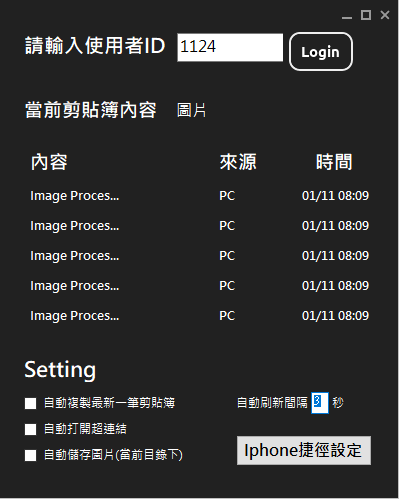 請輸入使用者ID 1124 Login
當前剪貼簿內容 圖片
內容 來源 時間
Image Proces... PC 01/11 08:09
Image Proces... PC 01/11 08:09
Image Proces... PC 01/11 08:09
Image Proces... PC 01/11 08:09
Image Proces... PC 01/11 08:09
Setting
自動複製最新一筆剪貼簿 自動刷新間隔 3 秒
自動打開超連結
自動儲存圖片(當前目錄下) Iphone捷徑設定